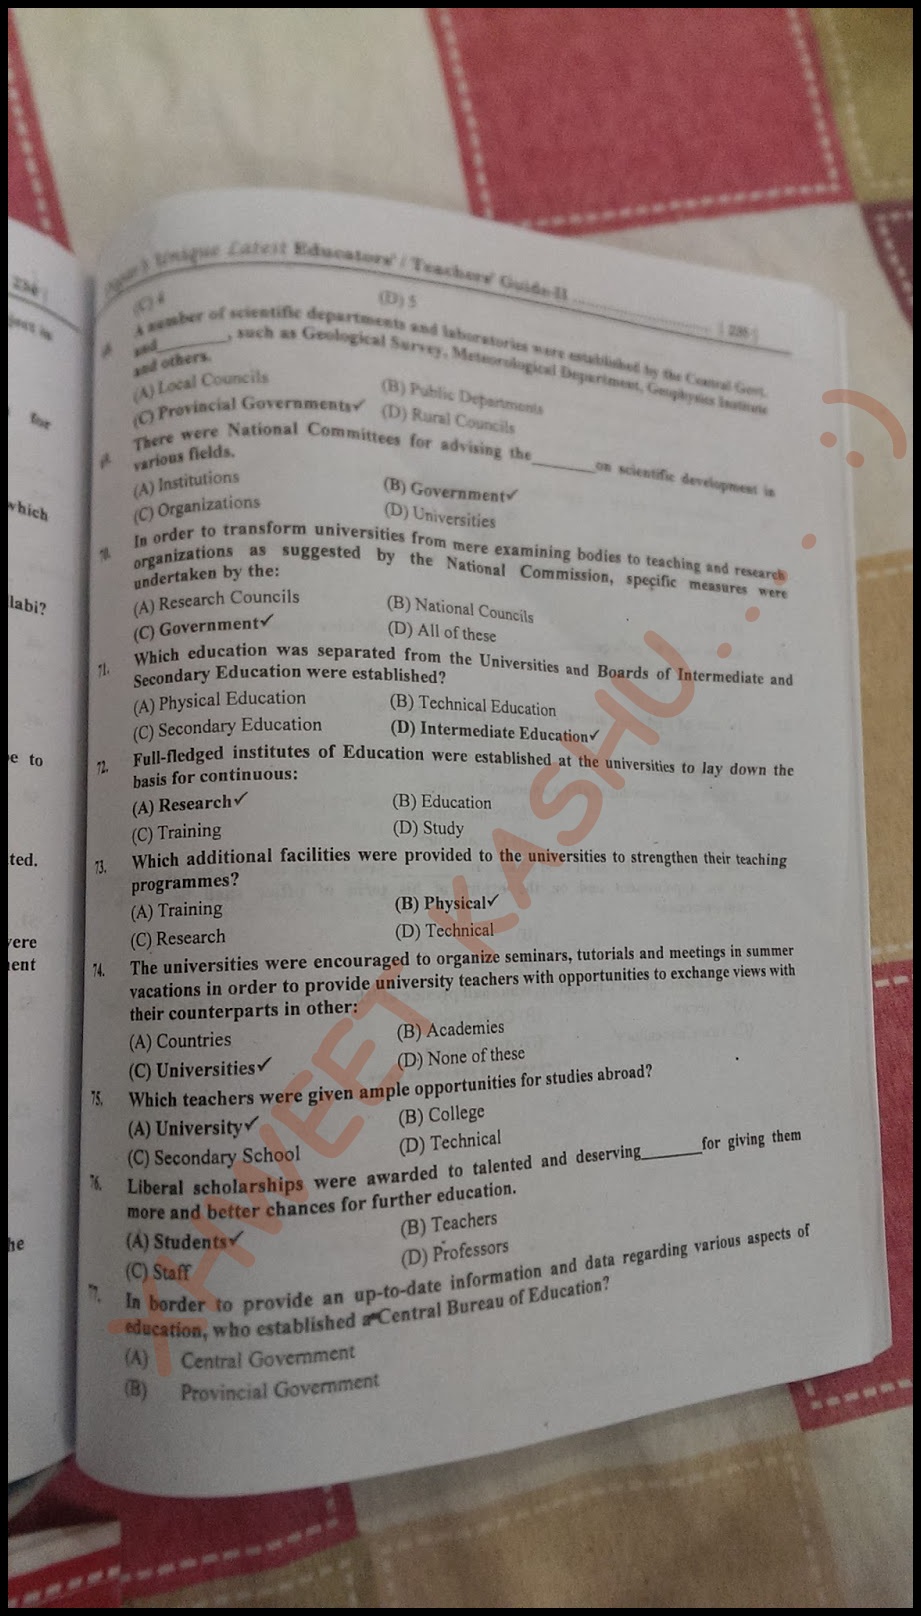 Unique Latest Educators' / Teachers' Guide-II
(C) 4
(D) 5
A number of scientific departments and laboratories were established by the Central Govt.
and______, such as Geological Survey, Meteorological Department, Geophysics Institute
and others.
(A) Local Councils
(B) Public Departments
(C) Provincial Governments✓
(D) Rural Councils
There were National Committees for advising the______on scientific development in
various fields.
(A) Institutions
(B) Government✓
(C) Organizations
(D) Universities
70. In order to transform universities from mere examining bodies to teaching and research
organizations as suggested by the National Commission, specific measures were
undertaken by the:
(A) Research Councils
(B) National Councils
(C) Government✓
(D) All of these
71. Which education was separated from the Universities and Boards of Intermediate and
Secondary Education were established?
(A) Physical Education
(B) Technical Education
(C) Secondary Education
(D) Intermediate Education✓
72. Full-fledged institutes of Education were established at the universities to lay down the
basis for continuous:
(A) Research✓
(B) Education
(C) Training
(D) Study
73. Which additional facilities were provided to the universities to strengthen their teaching
programmes?
(A) Training
(B) Physical✓
(C) Research
(D) Technical
74. The universities were encouraged to organize seminars, tutorials and meetings in summer
vacations in order to provide university teachers with opportunities to exchange views with
their counterparts in other:
(A) Countries
(B) Academies
(C) Universities✓
(D) None of these
75. Which teachers were given ample opportunities for studies abroad?
(A) University✓
(B) College
(C) Secondary School
(D) Technical
76. Liberal scholarships were awarded to talented and deserving______for giving them
more and better chances for further education.
(A) Students✓
(B) Teachers
(C) Staff
(D) Professors
77. In border to provide an up-to-date information and data regarding various aspects of
education, who established a Central Bureau of Education?
(A) Central Government
(B) Provincial Government
for
which
labi?
e to
ted.
vere
nent
he
KASHU...:)